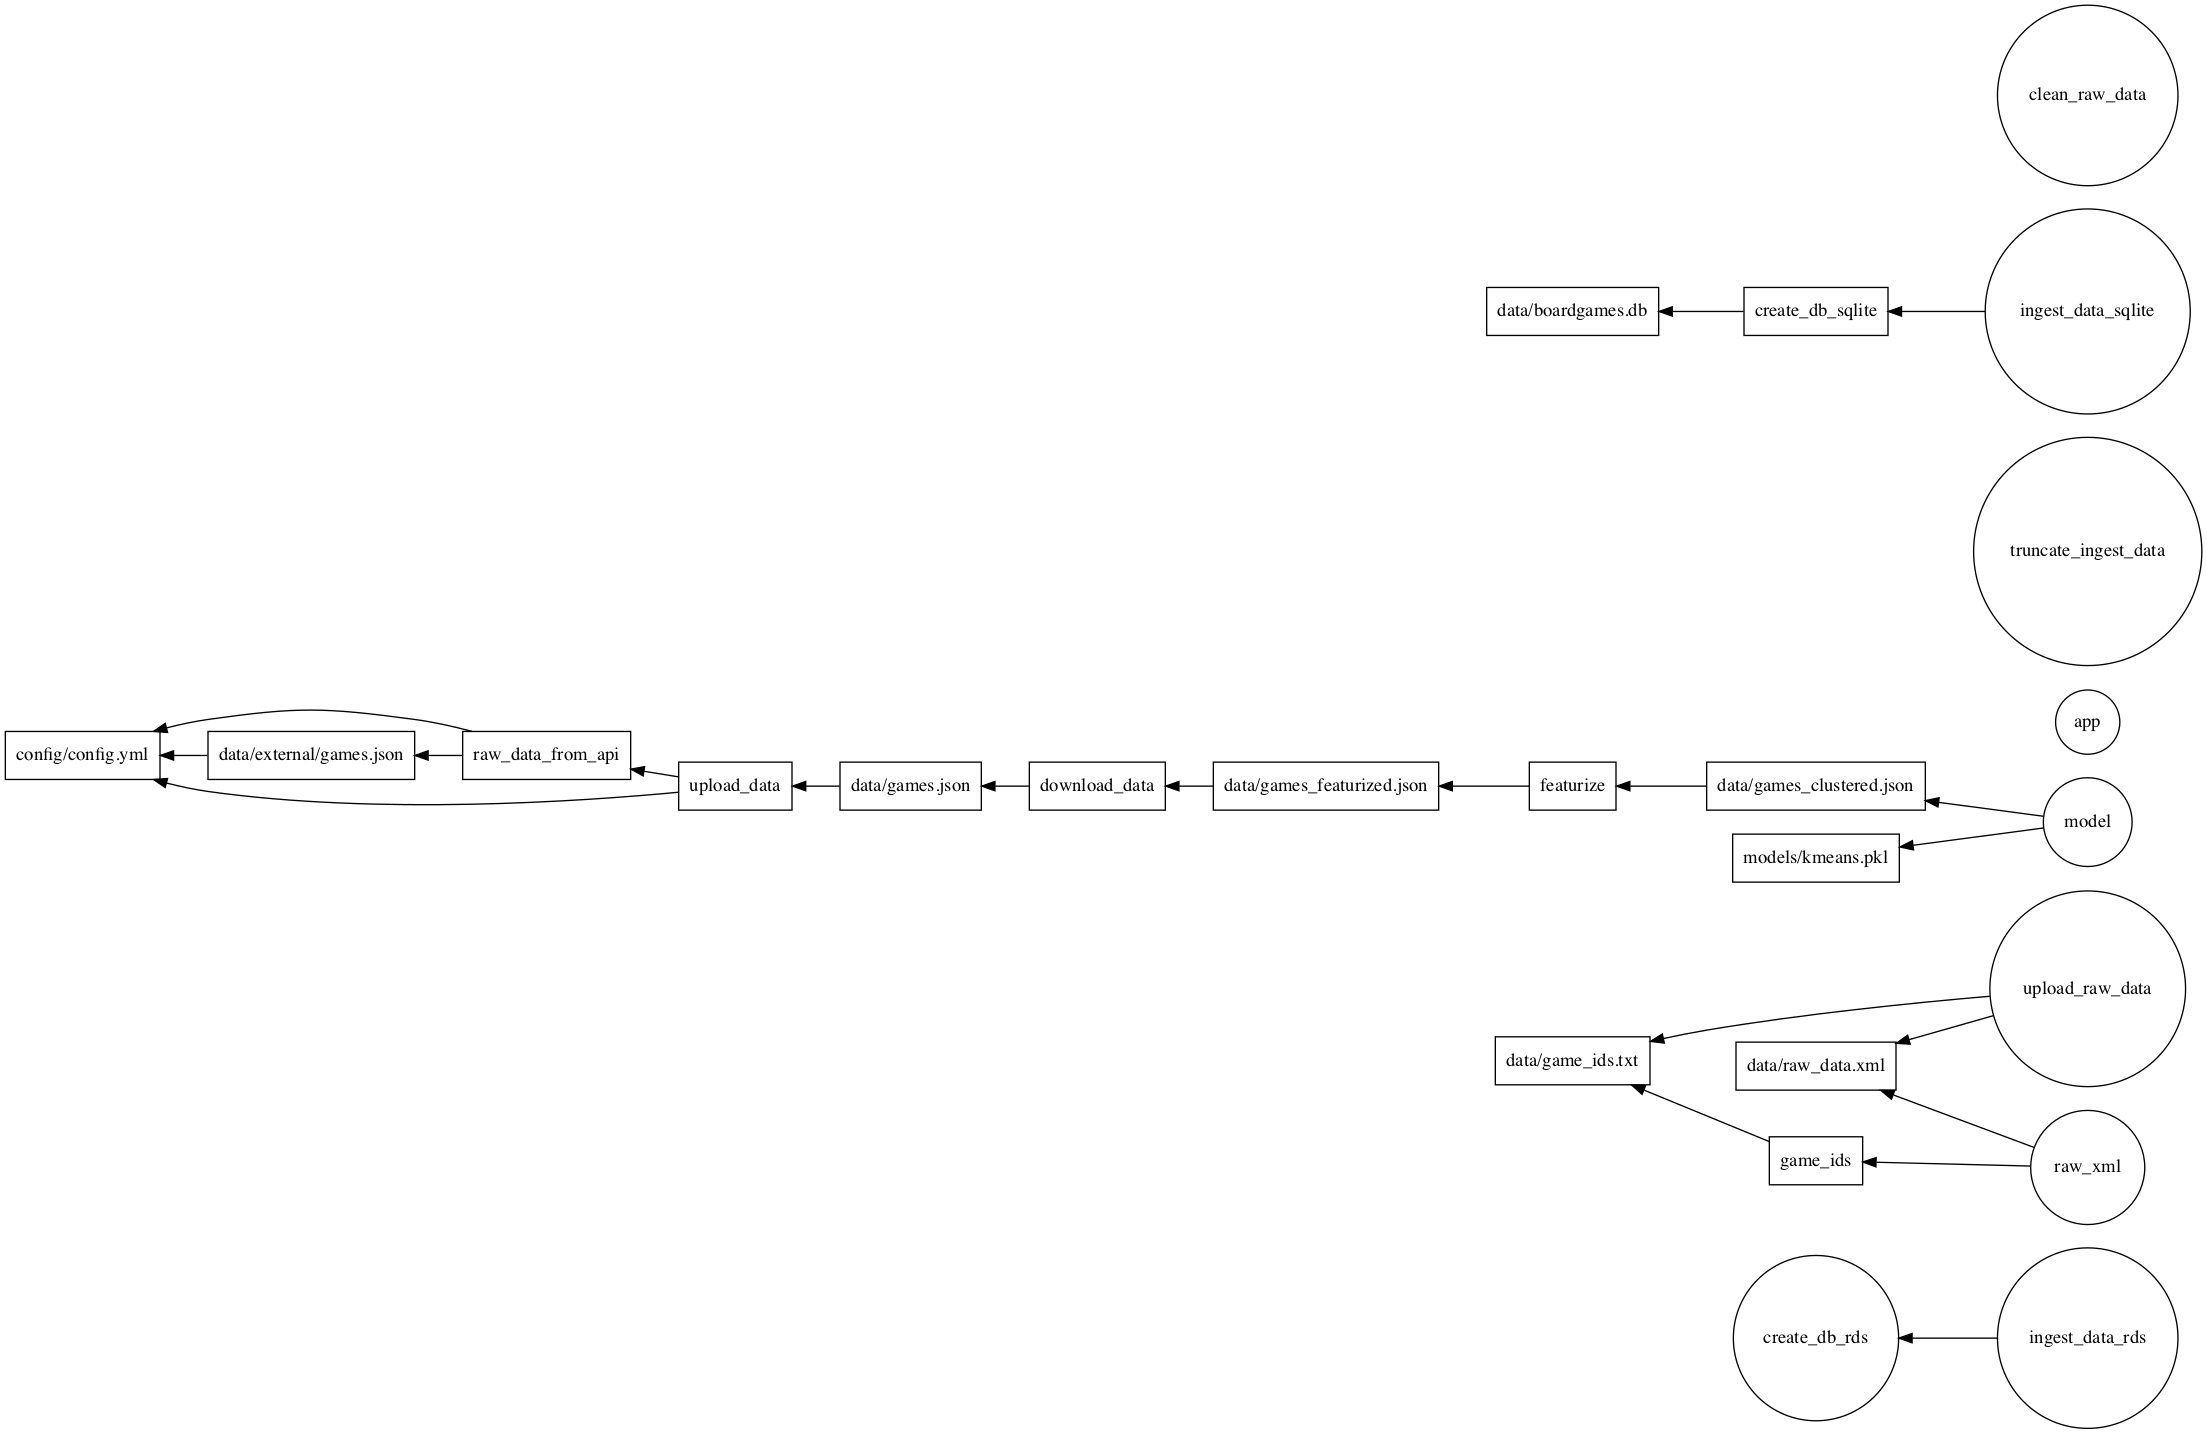 clean_raw_data
data/boardgames.db
create_db_sqlite
ingest_data_sqlite
truncate_ingest_data
app
config/config.yml
data/external/games.json
raw_data_from_api
upload_data
data/games.json
download_data
data/games_featurized.json
featurize
data/games_clustered.json
model
models/kmeans.pkl
upload_raw_data
data/game_ids.txt
data/raw_data.xml
game_ids
raw_xml
create_db_rds
ingest_data_rds